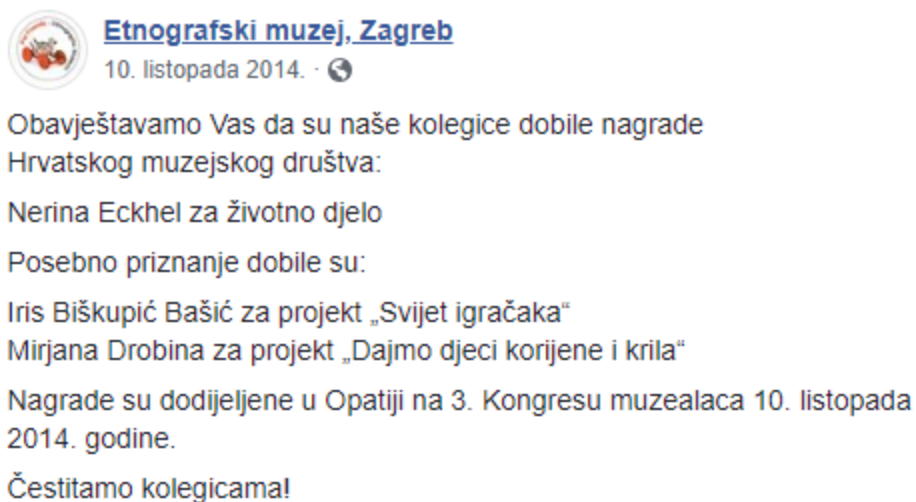 Etnografski muzej, Zagreb
10. listopada 2014. ·
Obavještavamo Vas da su naše kolegice dobile nagrade
Hrvatskog muzejskog društva:
Nerina Eckhel za životno djelo
Posebno priznanje dobile su:
Iris Biškupić Bašić za projekt „Svijet igračaka“
Mirjana Drobina za projekt „Dajmo djeci korijene i krila“
Nagrade su dodijeljene u Opatiji na 3. Kongresu muzealaca 10. listopada
2014. godine.
Čestitamo kolegicama!